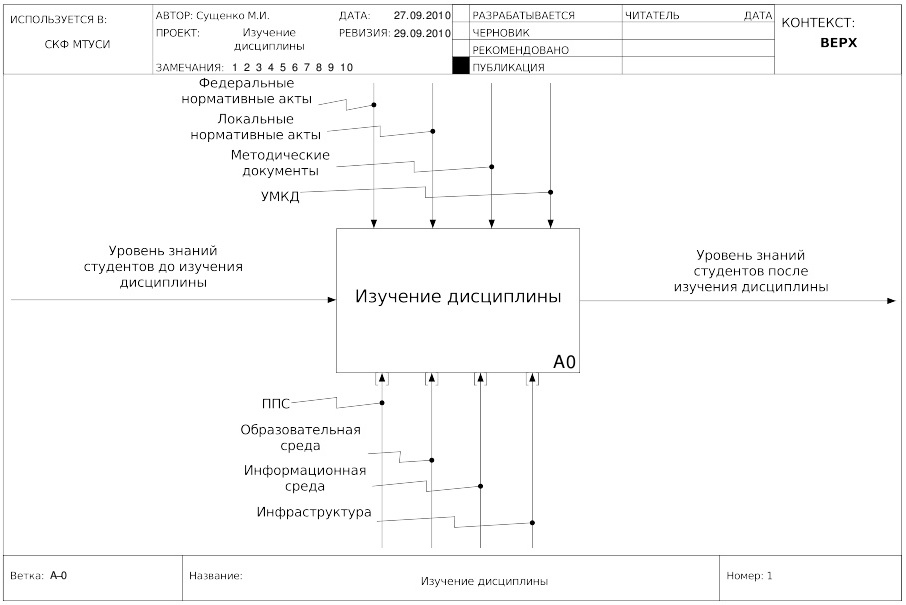 ИСПОЛЬЗУЕТСЯ В:
СКФ МТУСИ
АВТОР: Сущенко М.И.
ДАТА: 27.09.2010
ПРОЕКТ: Изучение
дисциплины
РЕВИЗИЯ: 29.09.2010
ЗАМЕЧАНИЯ: 1 2 3 4 5 6 7 8 9 10
РАЗРАБАТЫВАЕТСЯ
ЧЕРНОВИК
РЕКОМЕНДОВАНО
ПУБЛИКАЦИЯ
ЧИТАТЕЛЬ ДАТА
КОНТЕКСТ:
ВЕРХ
Федеральные
нормативные акты
Локальные
нормативные акты
Методические
документы
УМКД
Уровень знаний
студентов до изучения
дисциплины
Изучение дисциплины
A0
Уровень знаний
студентов после
изучения дисциплины
ППС
Образовательная
среда
Информационная
среда
Инфраструктура
Ветка: A-0
Название:
Изучение дисциплины
Номер: 1